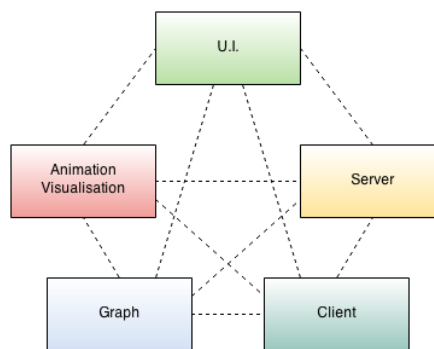 U.I.
Animation
Visualisation
Server
Graph
Client